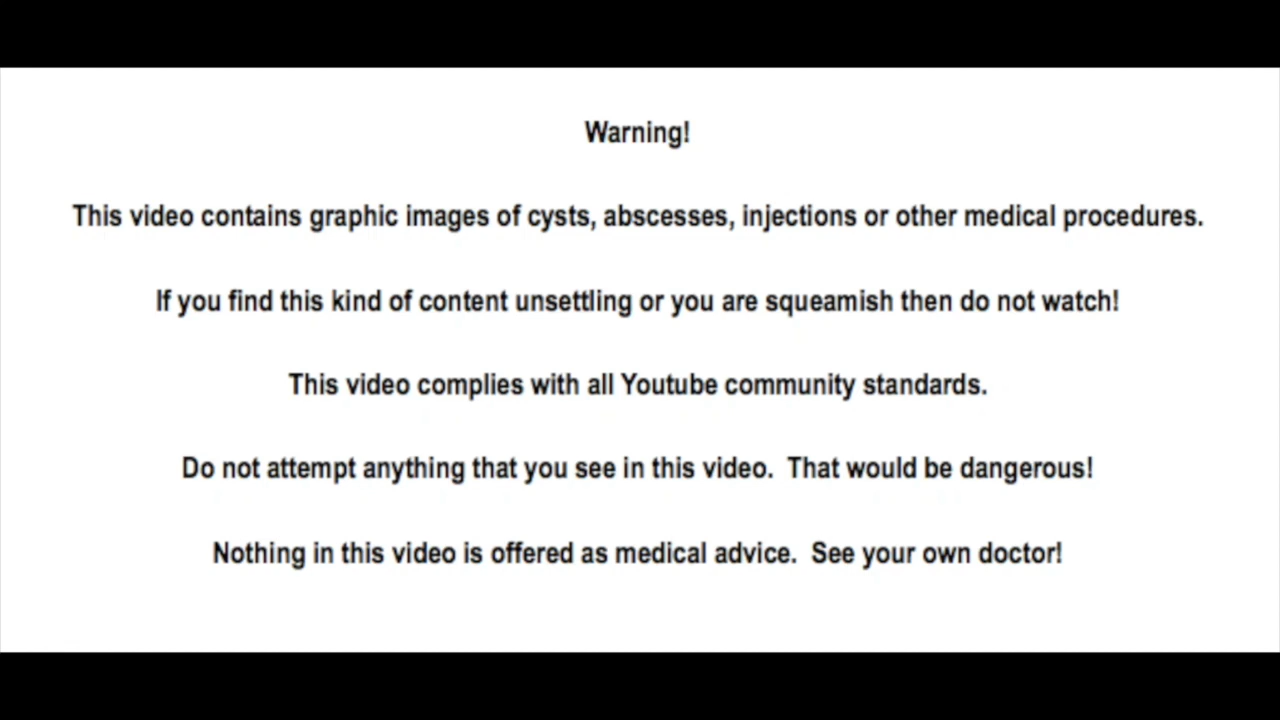 Warning!
This video contains graphic images of cysts, abscesses, injections or other medical procedures.
If you find this kind of content unsettling or you are squeamish then do not watch!
This video complies with all Youtube community standards.
Do not attempt anything that you see in this video.  That would be dangerous!
Nothing in this video is offered as medical advice.  See your own doctor!